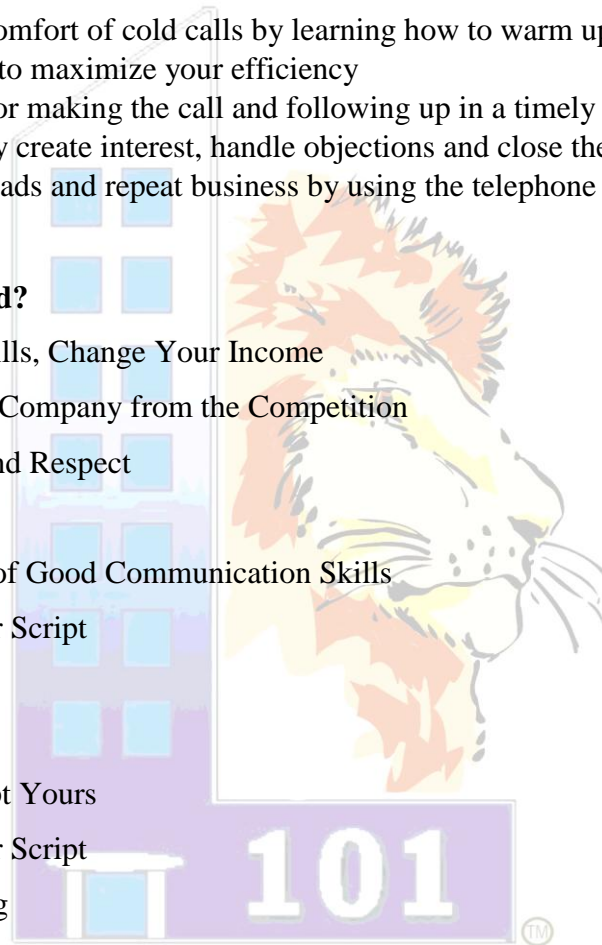 omfort of cold calls by learning how to warm up
to maximize your efficiency
or making the call and following up in a timely
y create interest, handle objections and close the
ads and repeat business by using the telephone
d?
ills, Change Your Income
Company from the Competition
nd Respect
of Good Communication Skills
r Script
ot Yours
r Script
g
101
TM